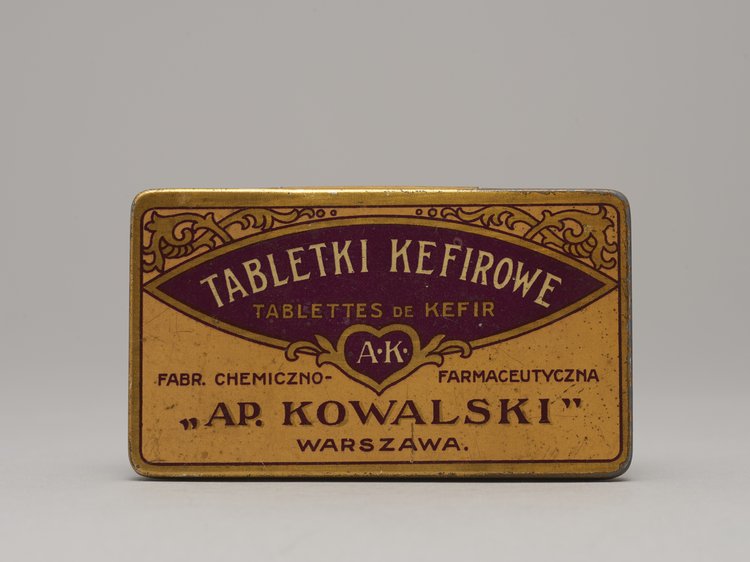 TABLETKI KEFIROWE
TABLETTES DE KEFIR
A·K·
FABR. CHEMICZNO-FARMACEUTYCZNA
„AP. KOWALSKI”
WARSZAWA.